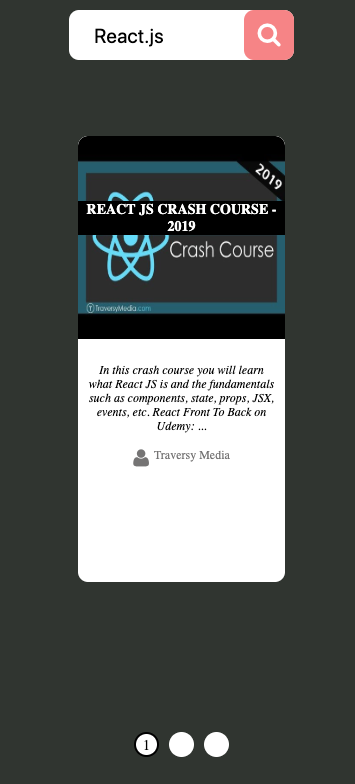 React.js
2019
REACT JS CRASH COURSE -
2019
Crash Course
TraversyMedia.com
In this crash course you will learn
what React JS is and the fundamentals
such as components, state, props, JSX,
events, etc. React Front To Back on
Udemy: ...
Traversy Media
1